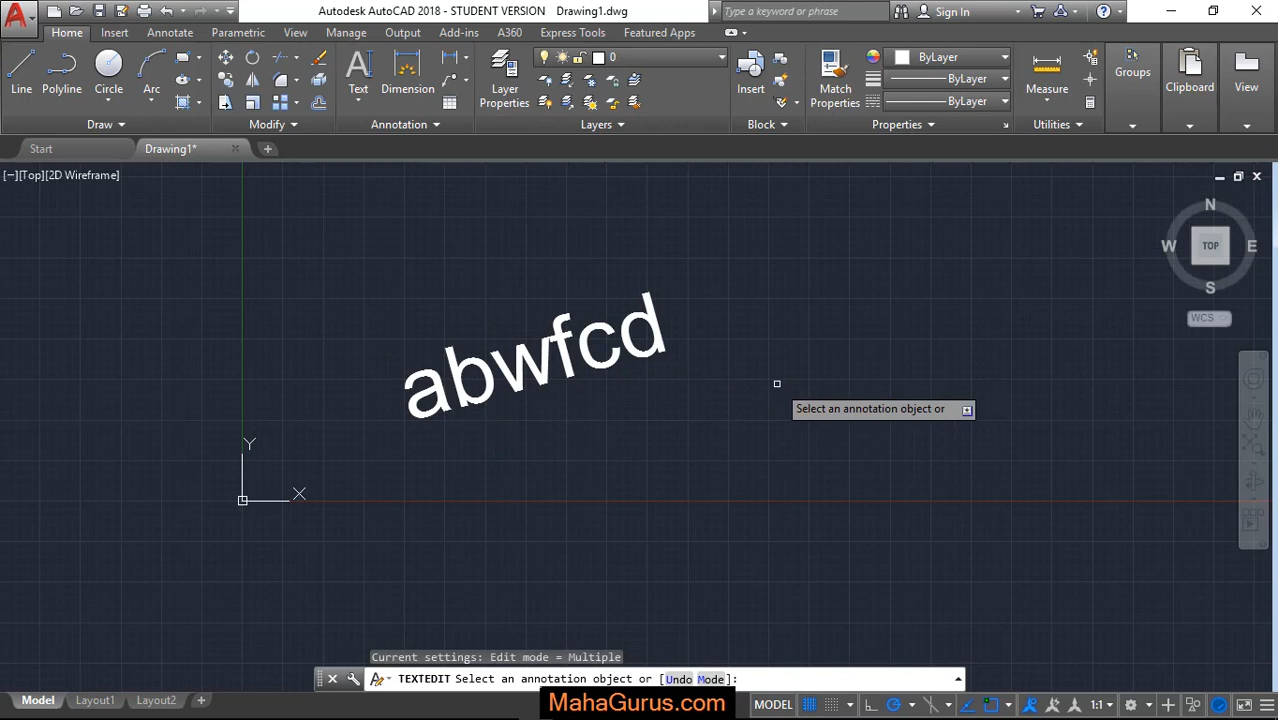 Autodesk AutoCAD 2018 - STUDENT VERSION Drawing1.dwg
Type a keyword or phrase
Sign In
Home Insert Annotate Parametric View Manage Output Add-ins A360 Express Tools Featured Apps
Line Polyline Circle Arc
Text Dimension
Layer Properties
0
Insert
Match Properties
ByLayer
ByLayer
ByLayer
Measure
Groups
Clipboard
View
Draw Modify Annotation Layers Block Properties Utilities
Start Drawing1*
[−][Top][2D Wireframe]
N
W TOP E
S
WCS
abwfcd
Select an annotation object or
Y
X
Current settings: Edit mode = Multiple
TEXTEDIT Select an annotation object or [Undo Mode]:
Model Layout1 Layout2
MahaGurus.com
MODEL
1:1